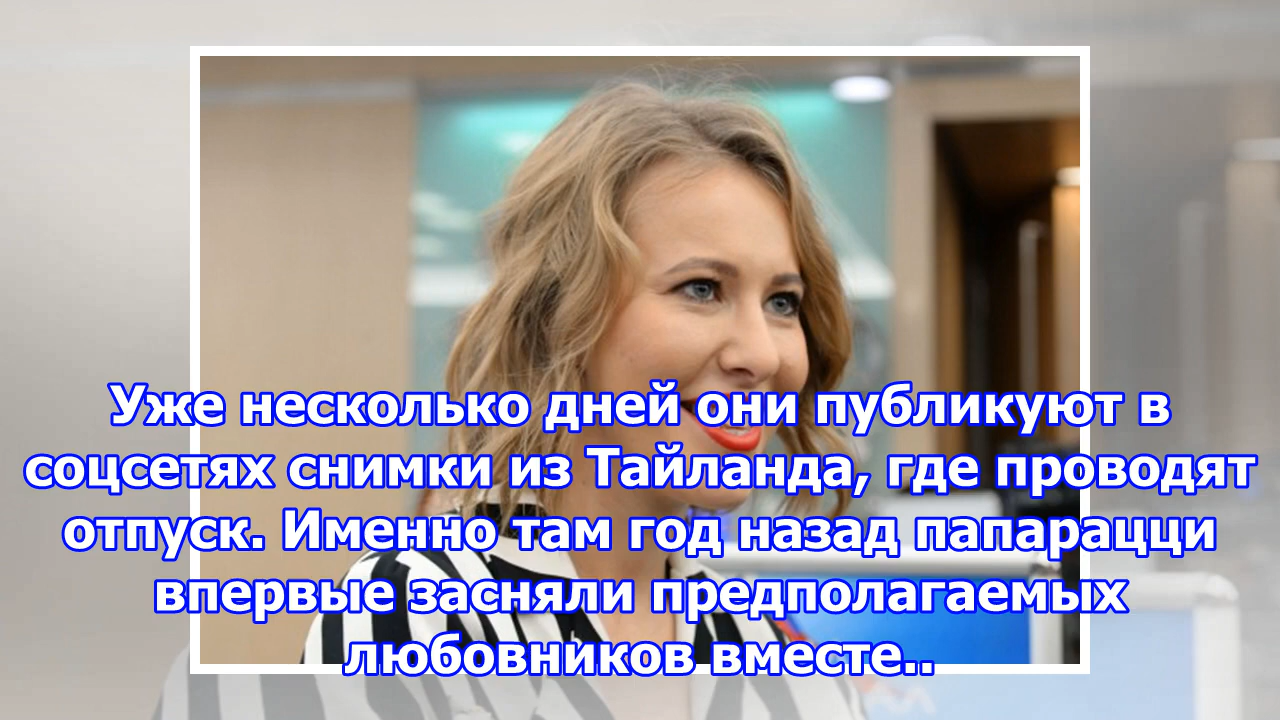 Уже несколько дней они публикуют в
соцсетях снимки из Тайланда, где проводят
отпуск. Именно там год назад папарацци
впервые засняли предполагаемых
любовников вместе..